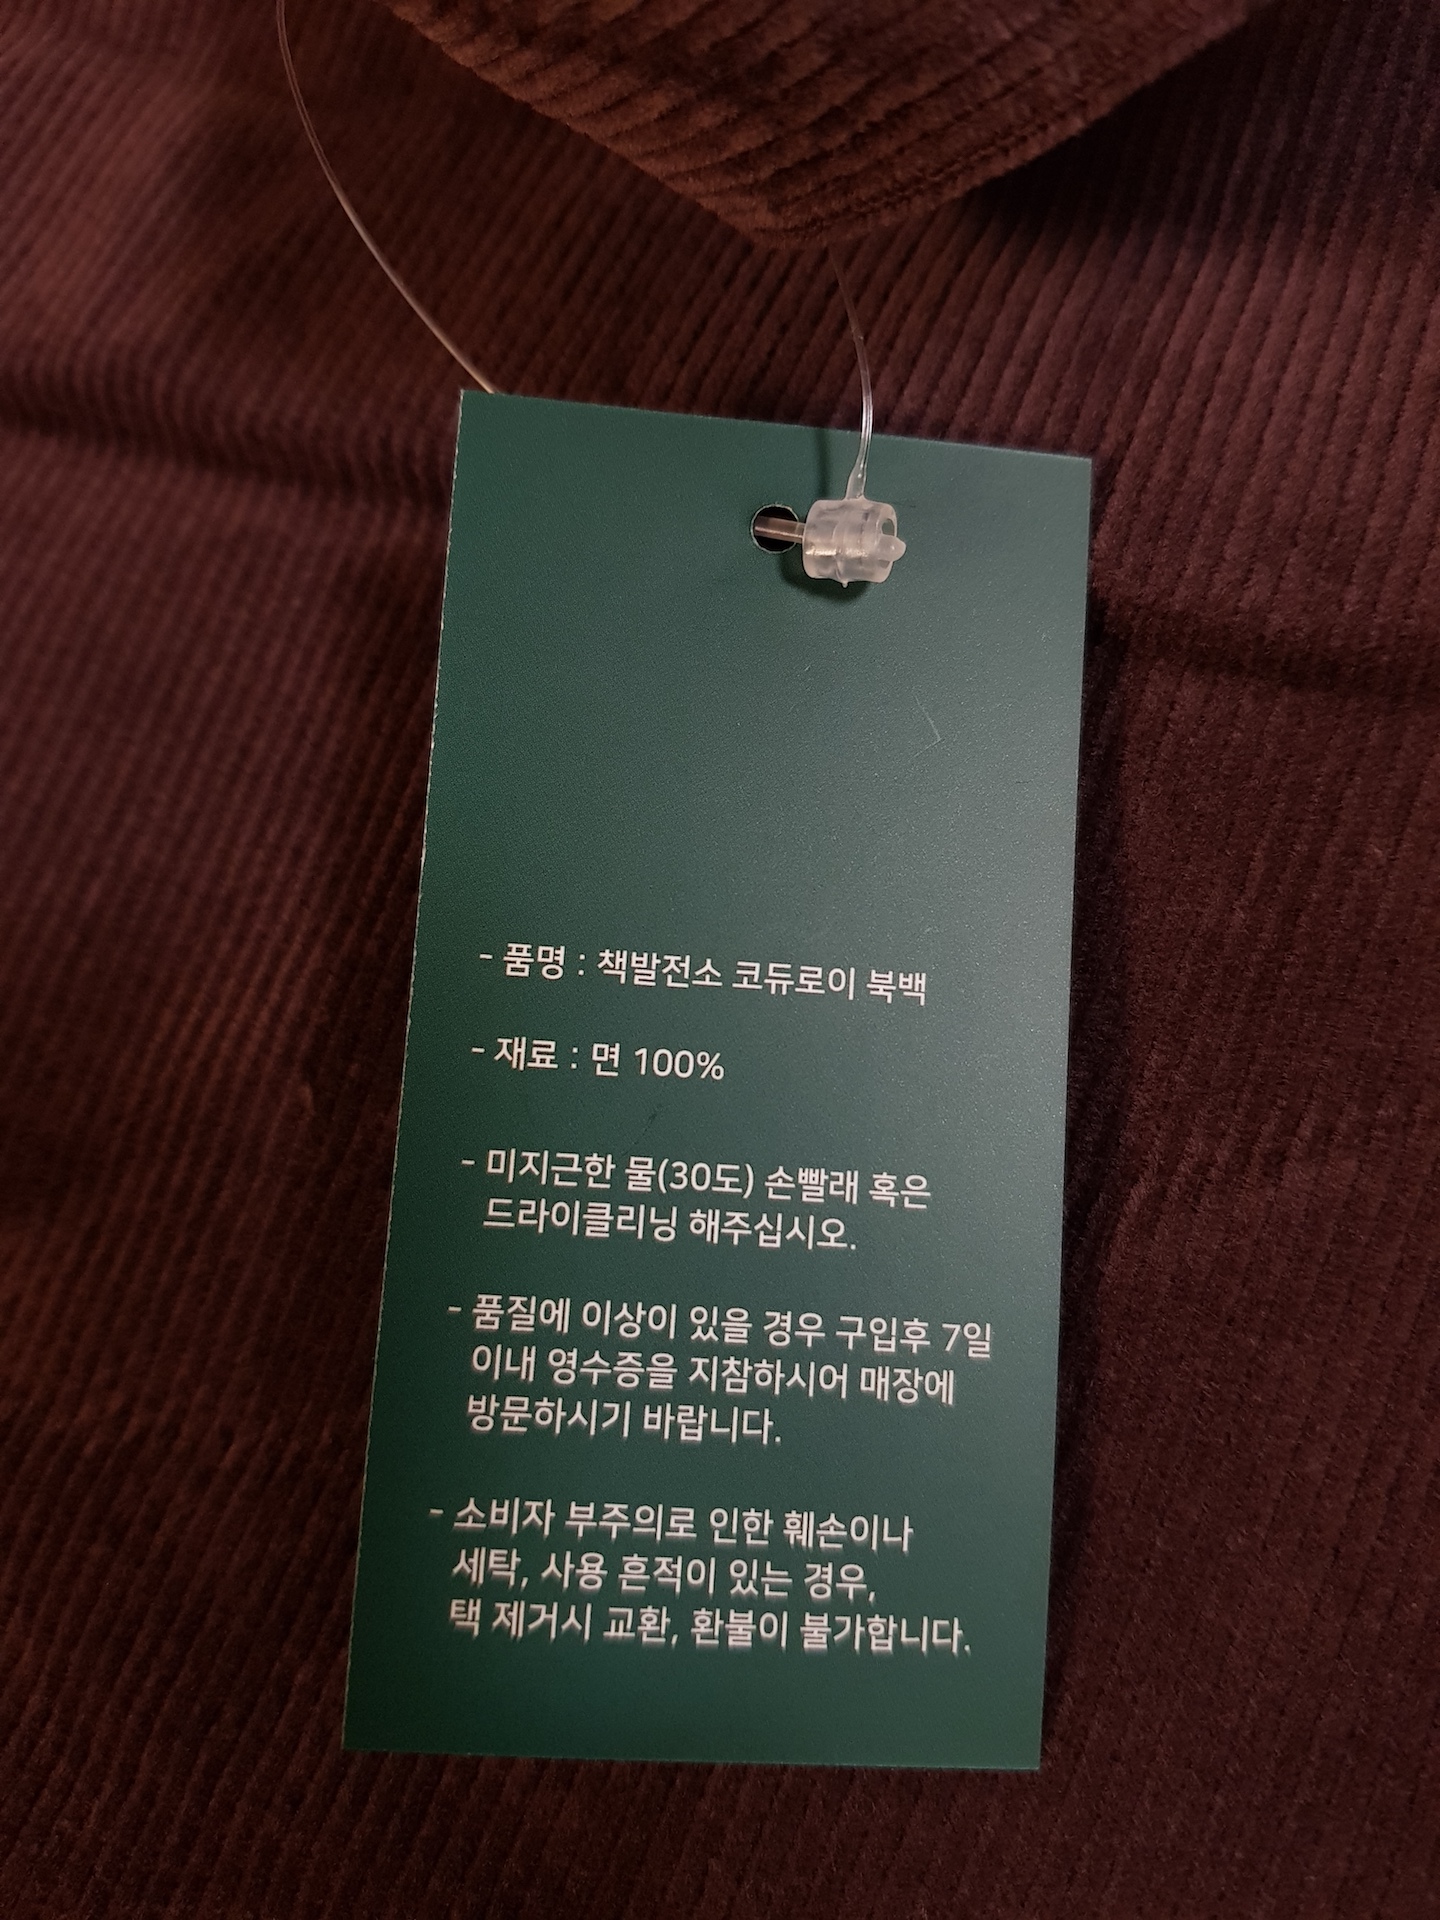 - 품명 : 책발전소 코듀로이 북백
- 재료 : 면 100%
- 미지근한 물(30도) 손빨래 혹은
드라이클리닝 해주십시오.
- 품질에 이상이 있을 경우 구입후 7일
이내 영수증을 지참하시어 매장에
방문하시기 바랍니다.
- 소비자 부주의로 인한 훼손이나
세탁, 사용 흔적이 있는 경우,
택 제거시 교환, 환불이 불가합니다.